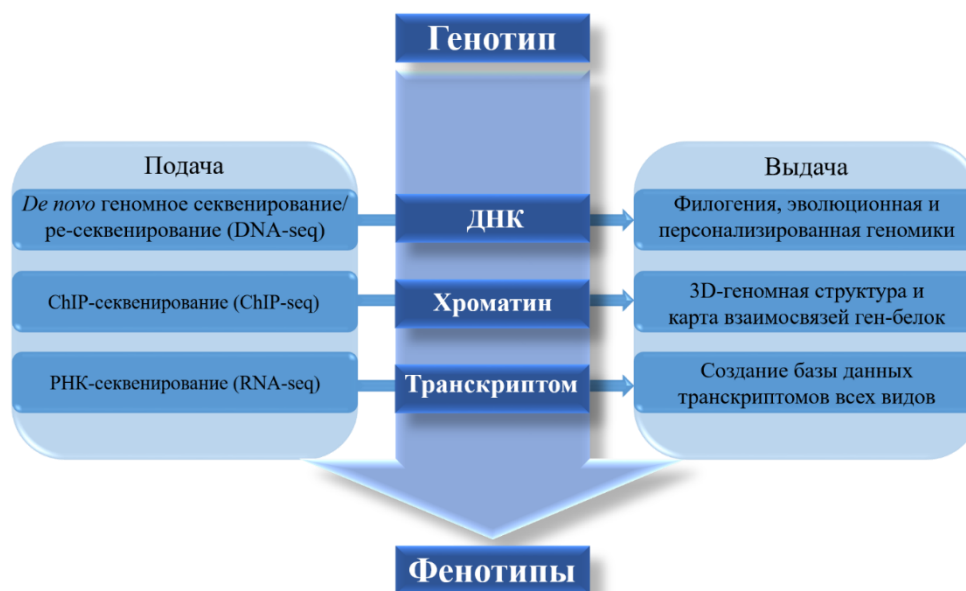 Генотип
Подача
De novo геномное секвенирование/
ре-секвенирование (DNA-seq)
ChIP-секвенирование (ChIP-seq)
РНК-секвенирование (RNA-seq)
ДНК
Хроматин
Транскриптом
Выдача
Филогения, эволюционная и
персонализированная геномики
3D-геномная структура и
карта взаимосвязей ген-белок
Создание базы данных
транскриптомов всех видов
Фенотипы